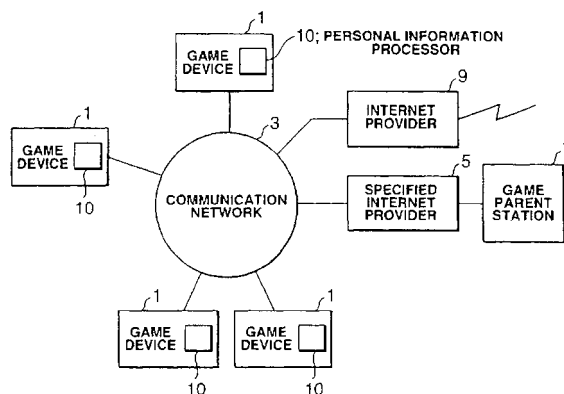 1
10; PERSONAL INFORMATION
PROCESSOR
GAME
DEVICE
9
INTERNET
PROVIDER
3
1
GAME
DEVICE
10
COMMUNICATION
NETWORK
5
SPECIFIED
INTERNET
PROVIDER
GAME
PARENT
STATION
1
GAME
DEVICE
10
1
GAME
DEVICE
10